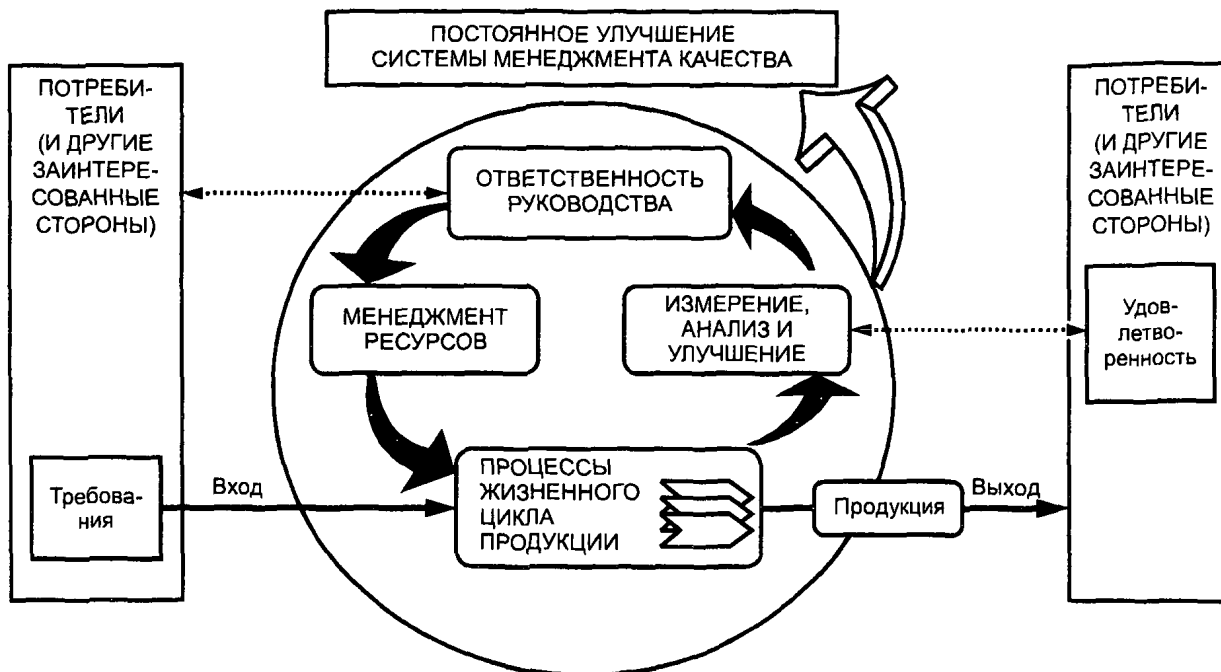 ПОСТОЯННОЕ УЛУЧШЕНИЕ
СИСТЕМЫ МЕНЕДЖМЕНТА КАЧЕСТВА
ПОТРЕБИ-
ТЕЛИ
(И ДРУГИЕ
ЗАИНТЕРЕ-
СОВАННЫЕ
СТОРОНЫ)
ПОТРЕБИ-
ТЕЛИ
(И ДРУГИЕ
ЗАИНТЕРЕ-
СОВАННЫЕ
СТОРОНЫ)
ОТВЕТСТВЕННОСТЬ
РУКОВОДСТВА
МЕНЕДЖМЕНТ
РЕСУРСОВ
ИЗМЕРЕНИЕ,
АНАЛИЗ И
УЛУЧШЕНИЕ
Удов-
летво-
ренность
Требова-
ния
Вход
ПРОЦЕССЫ
ЖИЗНЕННОГО
ЦИКЛА
ПРОДУКЦИИ
Продукция
Выход